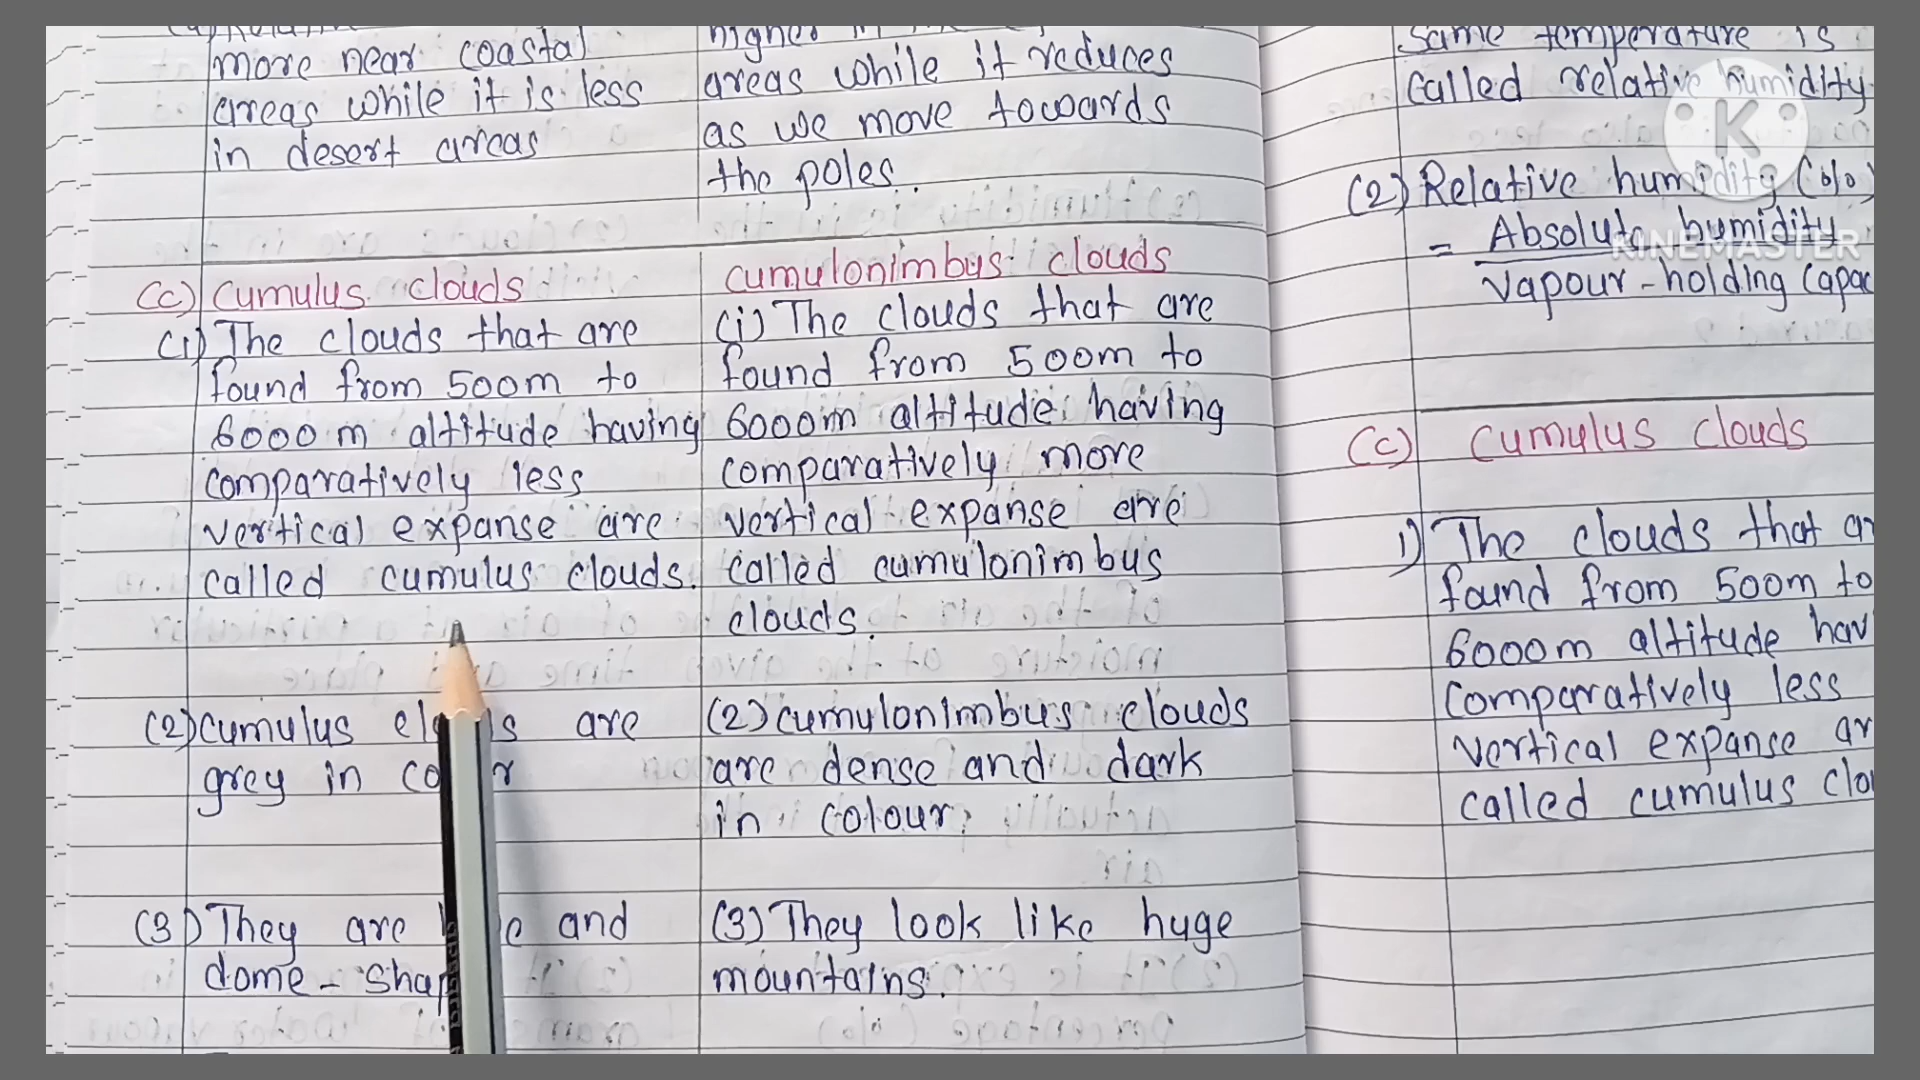 more near coastal
areas while it is less
in desert areas
areas while it reduces
as we move towards
the poles.
(C) cumulus clouds
(1) The clouds that are
found from 500m to
6000 m altitude having
comparatively less
vertical expanse are
called cumulus clouds.
(2) cumulus are
grey in
(3) They are and
dome-
cumulonimbus clouds
(i) The clouds that are
found from 500m to
6000m altitude having
comparatively more
vertical expanse are
called cumulonimbus
clouds.
(2) cumulonimbus clouds
are dense and dark
in colour.
(3) They look like huge
mountains.
same temperature is
called relative humidity
(2) Relative humidity (%)
= Absolute humidity
Vapour-holding capac
(C) cumulus clouds
1) The clouds that ar
found from 500m to
6000m altitude hav
comparatively less
vertical expanse ar
called cumulus clo
K
KINEMASTER